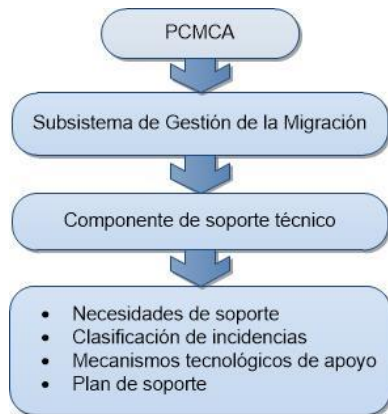 PCMCA
Subsistema de Gestión de la Migración
Componente de soporte técnico
• Necesidades de soporte
• Clasificación de incidencias
• Mecanismos tecnológicos de apoyo
• Plan de soporte